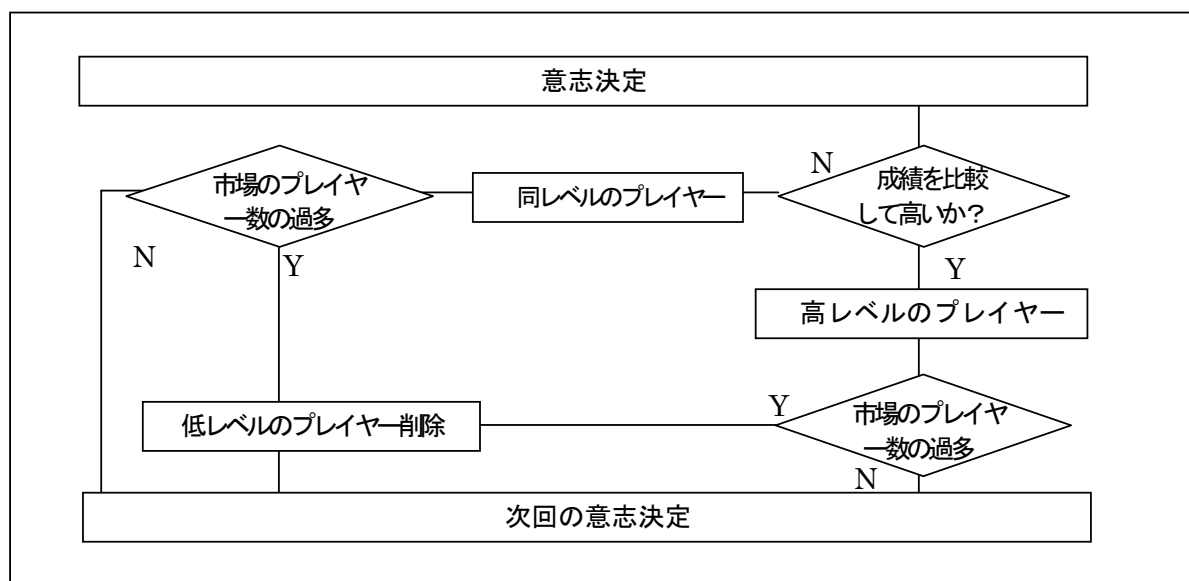 意志決定
市場のプレイヤ
ー数の過多
同レベルのプレイヤー
N
成績を比較
して高いか?
N
Y
Y
高レベルのプレイヤー
低レベルのプレイヤー削除
Y
市場のプレイヤ
ー数の過多
N
次回の意志決定